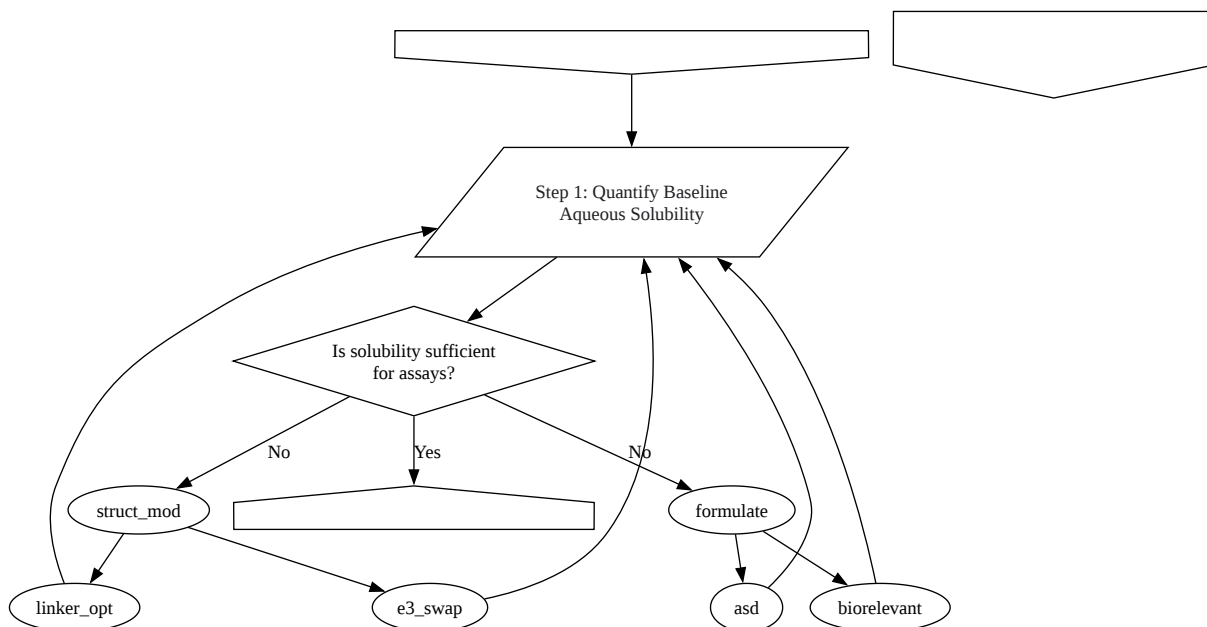 Step 1: Quantify Baseline
Aqueous Solubility
Is solubility sufficient
for assays?
No
Yes
No
struct_mod
formulate
linker_opt
e3_swap
asd
biorelevant